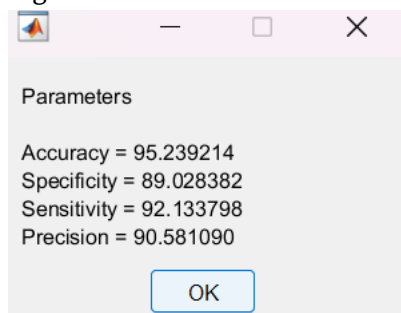 Parameters
Accuracy = 95.239214
Specificity = 89.028382
Sensitivity = 92.133798
Precision = 90.581090
OK